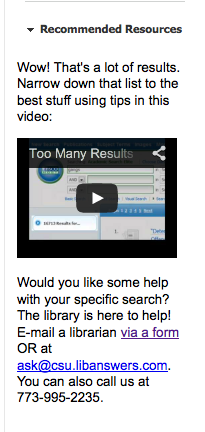 Recommended Resources
Wow! That's a lot of results.
Narrow down that list to the
best stuff using tips in this
video:
Too Many Results
Would you like some help
with your specific search?
The library is here to help!
E-mail a librarian via a form
OR at
ask@csu.libanswers.com.
You can also call us at
773-995-2235.